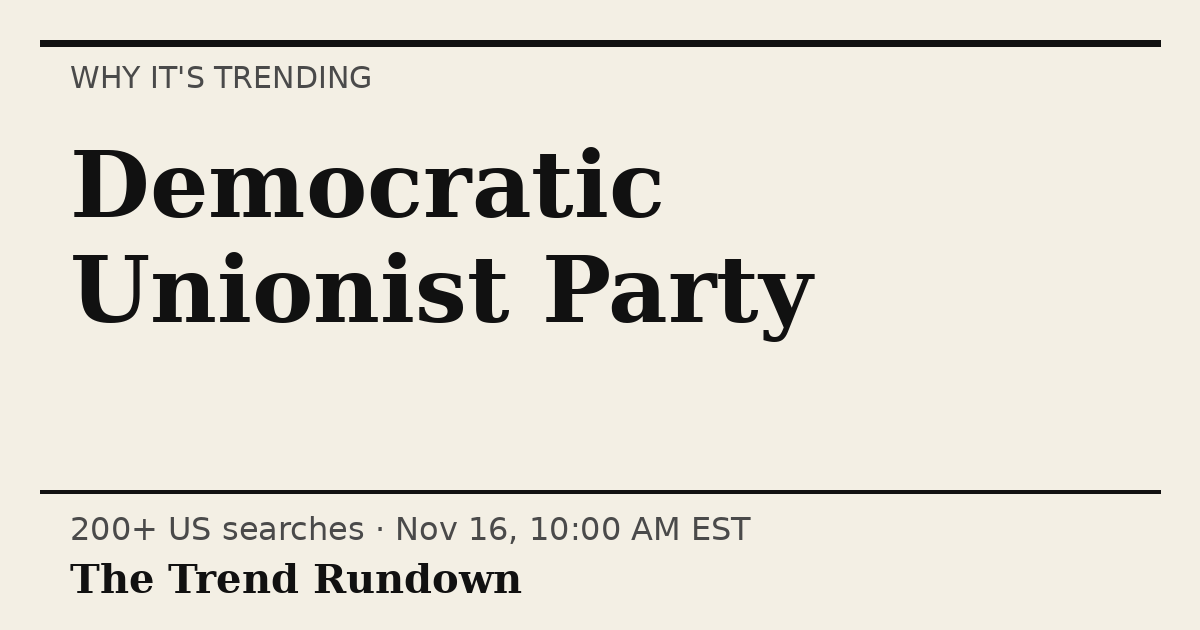 WHY IT'S TRENDING
Democratic
Unionist Party
200+ US searches · Nov 16, 10:00 AM EST
The Trend Rundown